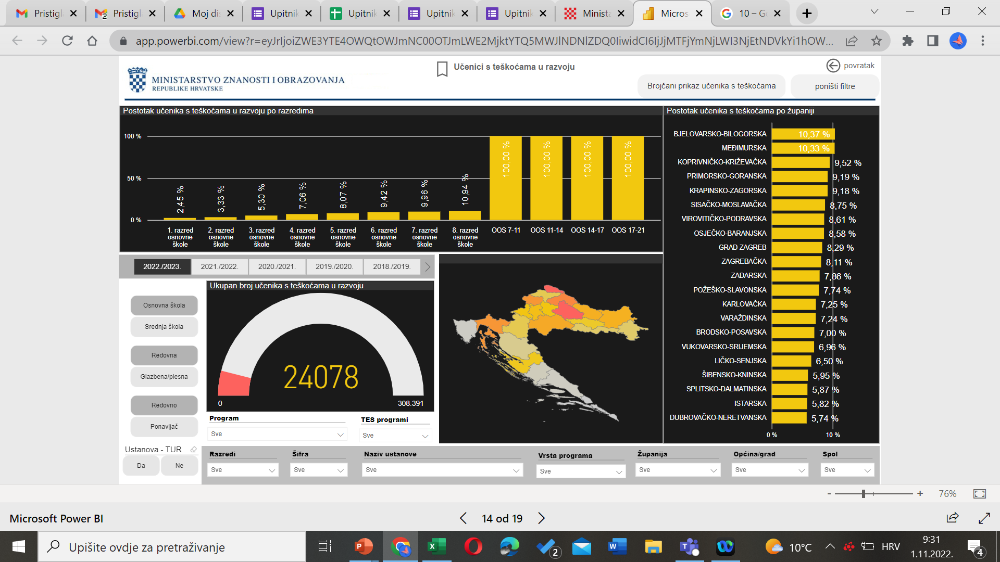 Pristigl
Pristigl
Moj di
Upitnik
Upitnik
Upitnik
Upitnik
Minista
Micros
10 – Go
app.powerbi.com/view?r=eyJrIjoiZWE3YTE4OWQtOWJmNC00OTJmLWE2MjktYTQ5MWJlNDNlZDQ0IiwidCI6IjJjMTFjYmNjLWI3NjEtNDVkYi1hOW...
Učenici s teškoćama u razvoju
povratak
MINISTARSTVO ZNANOSTI I OBRAZOVANJA
REPUBLIKE HRVATSKE
Brojčani prikaz učenika s teškoćama
poništi filtre
Postotak učenika s teškoćama u razvoju po razredima
100 %
50 %
0 %
2,45 %
3,33 %
5,30 %
7,06 %
8,07 %
9,42 %
9,96 %
10,94 %
100,00 %
100,00 %
100,00 %
100,00 %
1. razred osnovne škole
2. razred osnovne škole
3. razred osnovne škole
4. razred osnovne škole
5. razred osnovne škole
6. razred osnovne škole
7. razred osnovne škole
8. razred osnovne škole
OOS 7-11
OOS 11-14
OOS 14-17
OOS 17-21
Postotak učenika s teškoćama po županiji
BJELOVARSKO-BILOGORSKA 10,37 %
MEĐIMURSKA 10,33 %
KOPRIVNIČKO-KRIŽEVAČKA 9,52 %
PRIMORSKO-GORANSKA 9,19 %
KRAPINSKO-ZAGORSKA 9,18 %
SISAČKO-MOSLAVAČKA 8,75 %
VIROVITIČKO-PODRAVSKA 8,61 %
OSJEČKO-BARANJSKA 8,58 %
GRAD ZAGREB 8,29 %
ZAGREBAČKA 8,11 %
ZADARSKA 7,86 %
POŽEŠKO-SLAVONSKA 7,74 %
KARLOVAČKA 7,25 %
VARAŽDINSKA 7,24 %
BRODSKO-POSAVSKA 7,00 %
VUKOVARSKO-SRIJEMSKA 6,96 %
LIČKO-SENJSKA 6,50 %
ŠIBENSKO-KNINSKA 5,95 %
SPLITSKO-DALMATINSKA 5,87 %
ISTARSKA 5,82 %
DUBROVAČKO-NERETVANSKA 5,74 %
0 % 10 %
2022./2023.
2021./2022.
2020./2021.
2019./2020.
2018./2019.
Osnovna škola
Srednja škola
Redovna
Glazbena/plesna
Redovno
Ponavljač
Ustanova - TUR
Da
Ne
Ukupan broj učenika s teškoćama u razvoju
24078
0
308.391
Program
Sve
TES programi
Sve
Razredi
Sve
Šifra
Sve
Naziv ustanove
Sve
Vrsta programa
Sve
Županija
Sve
Općina/grad
Sve
Spol
Sve
- + 76%
Microsoft Power BI
14 od 19
Upišite ovdje za pretraživanje
2
10°C
HRV
9:31
1.11.2022.
4